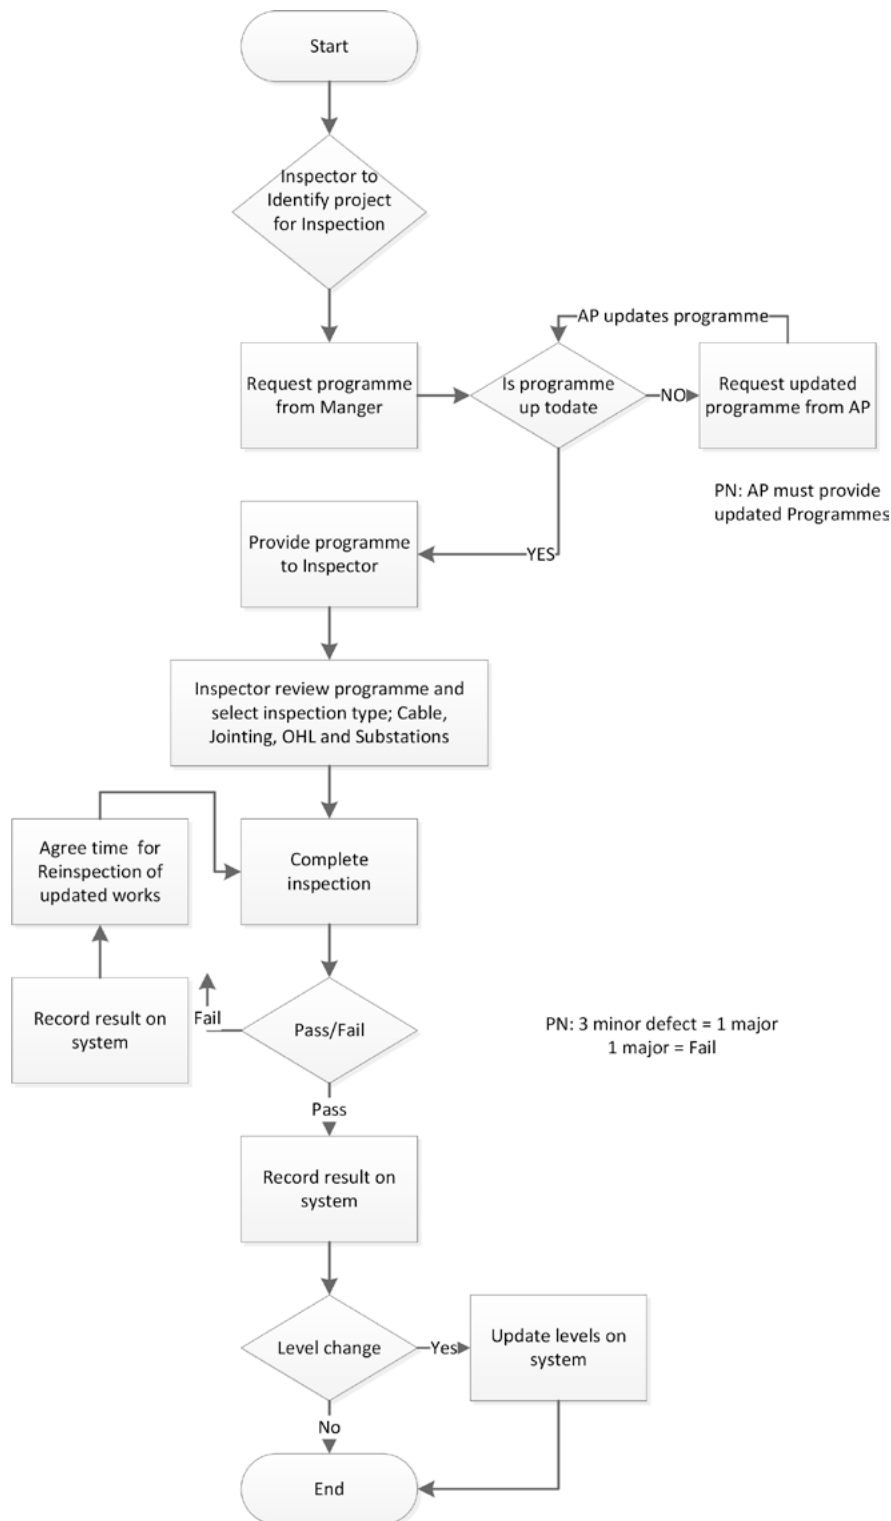 Start
Inspector to
Identify project
for Inspection
AP updates programme
Request programme
from Manger
Is programme
up todate
NO
Request updated
programme from AP
PN: AP must provide
updated Programmes
Provide programme
to Inspector
YES
Inspector review programme and
select inspection type; Cable,
Jointing, OHL and Substations
Agree time for
Reinspection of
updated works
Complete
inspection
Record result on
system
Fail
Pass/Fail
PN: 3 minor defect = 1 major
1 major = Fail
Pass
Record result on
system
Level change
Yes
Update levels on
system
No
End